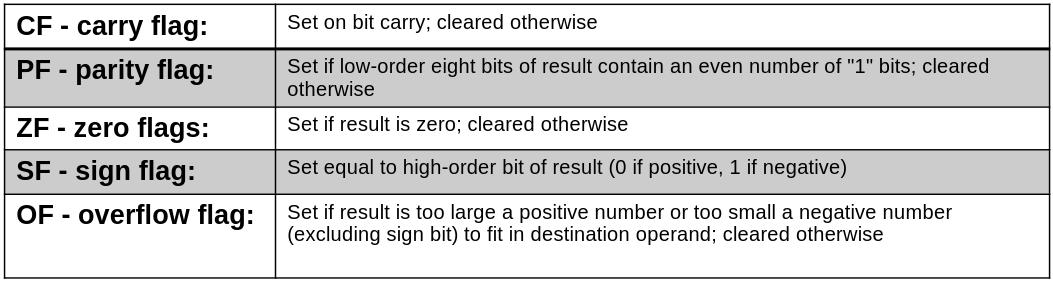 CF - carry flag:
Set on bit carry; cleared otherwise
PF - parity flag:
Set if low-order eight bits of result contain an even number of "1" bits; cleared
otherwise
ZF - zero flags:
Set if result is zero; cleared otherwise
SF - sign flag:
Set equal to high-order bit of result (0 if positive, 1 if negative)
OF - overflow flag:
Set if result is too large a positive number or too small a negative number
(excluding sign bit) to fit in destination operand; cleared otherwise